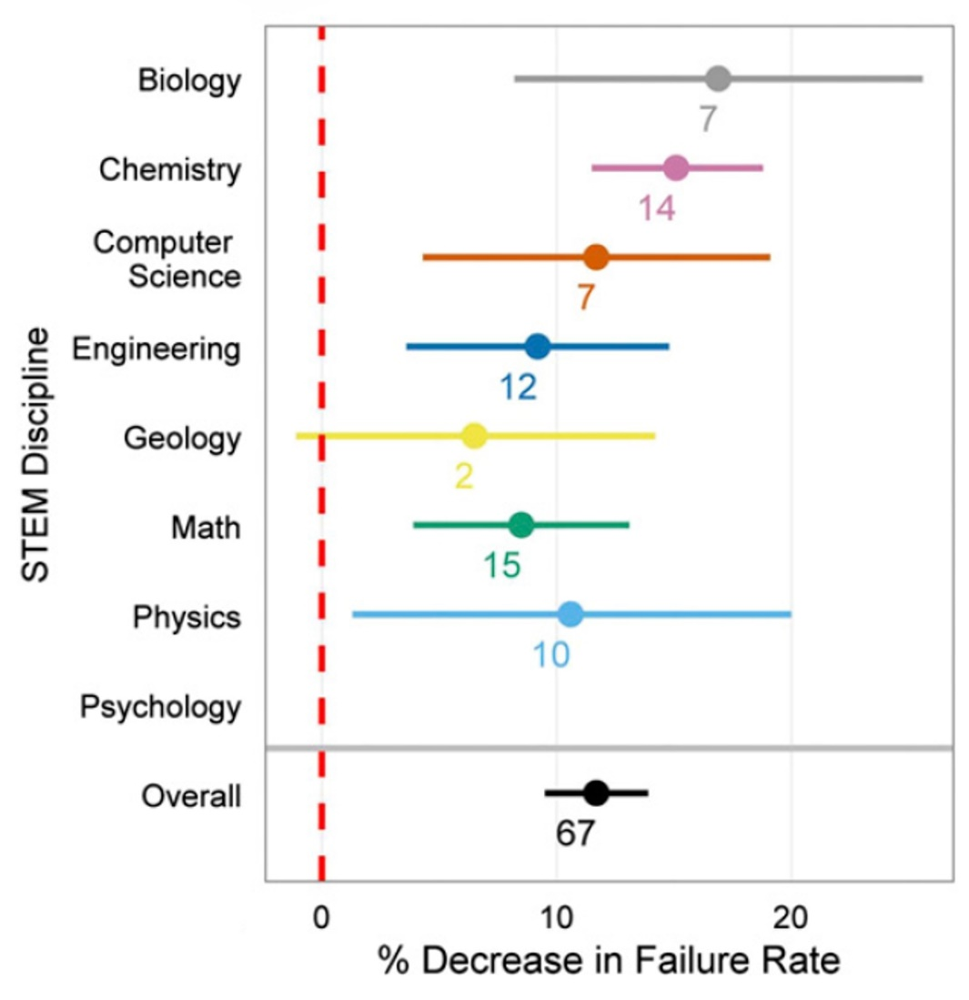 Biology
7
Chemistry
14
Computer
Science
7
Engineering
12
Geology
2
Math
15
Physics
10
Psychology
Overall
67
STEM Discipline
0 10 20
% Decrease in Failure Rate